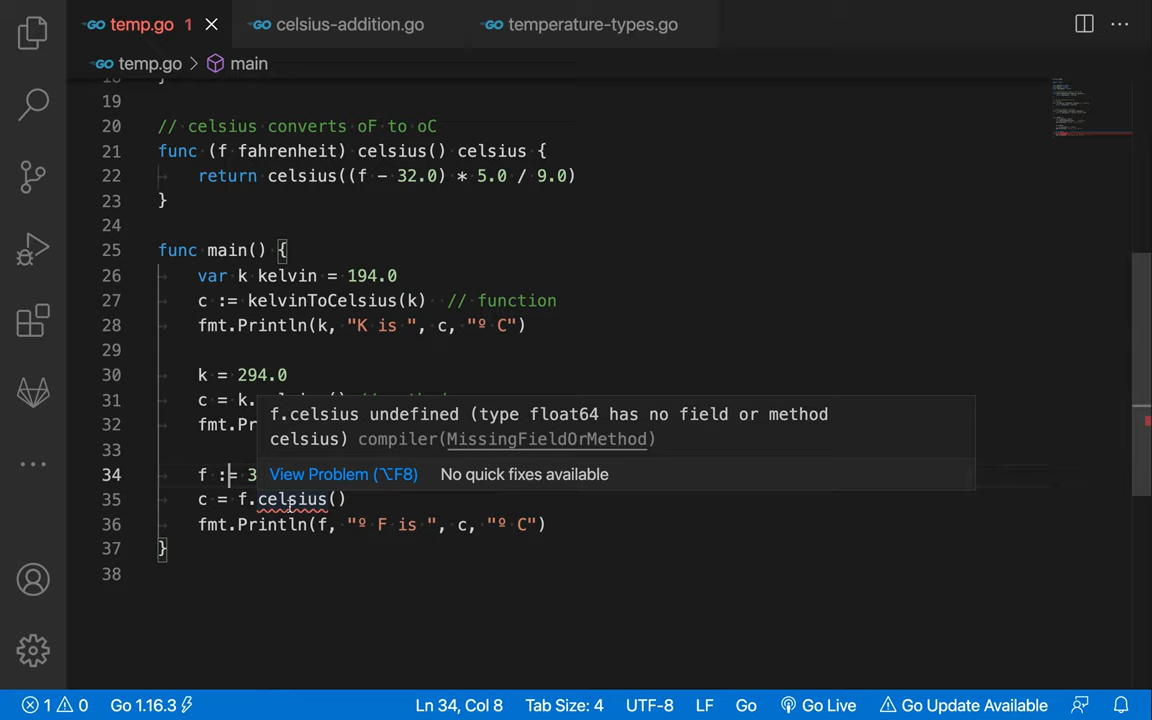 GO temp.go 1 GO celsius-addition.go GO temperature-types.go
GO temp.go > main
19
20 // celsius converts oF to oC
21 func (f fahrenheit) celsius() celsius {
22 return celsius((f - 32.0) * 5.0 / 9.0)
23 }
24
25 func main() {
26 var k kelvin = 194.0
27 c := kelvinToCelsius(k) // function
28 fmt.Println(k, "K is ", c, "º C")
29
30 k = 294.0
31 c = k.
32 fmt.Pr
33
34 f := 3
35 c = f.celsius()
36 fmt.Println(f, "º F is ", c, "º C")
37 }
38
f.celsius undefined (type float64 has no field or method
celsius) compiler(MissingFieldOrMethod)
View Problem (⌥F8) No quick fixes available
1 0 Go 1.16.3 Ln 34, Col 8 Tab Size: 4 UTF-8 LF Go Go Live Go Update Available